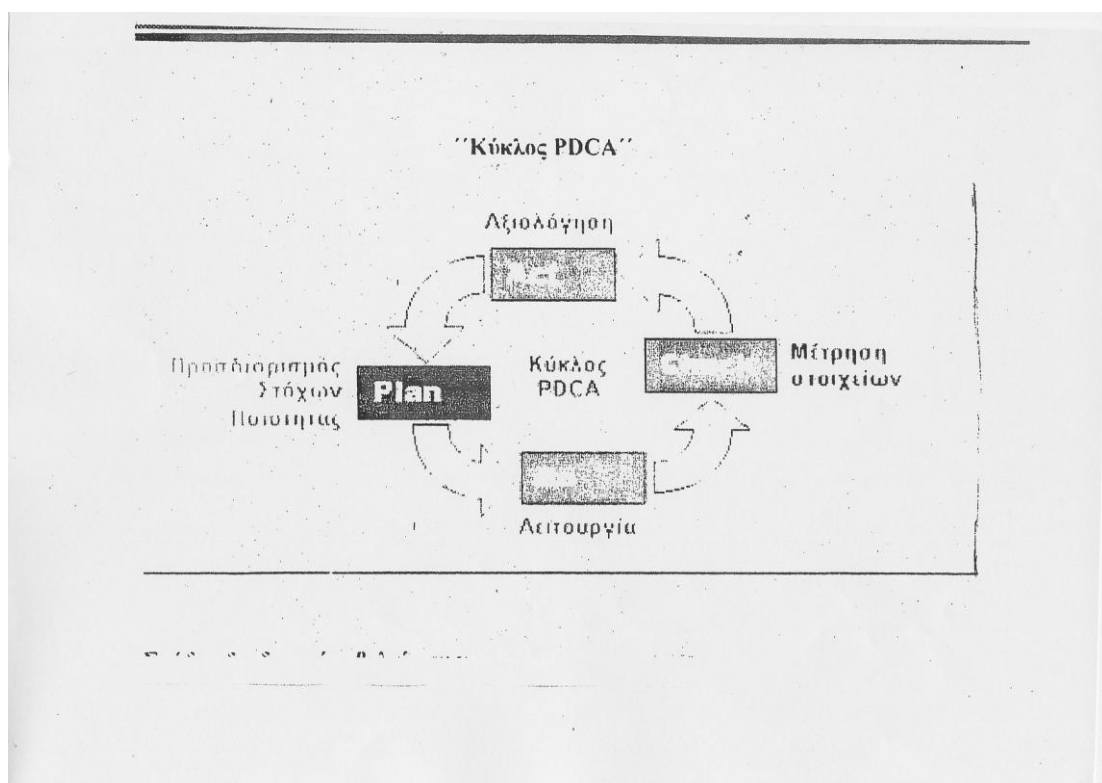 ΄΄Κύκλος PDCA΄΄
Αξιολόγηση
Προσδιορισμός
Στόχων
Ποιότητας
Plan
Κύκλος
PDCA
Μέτρηση
στοιχείων
Λειτουργία